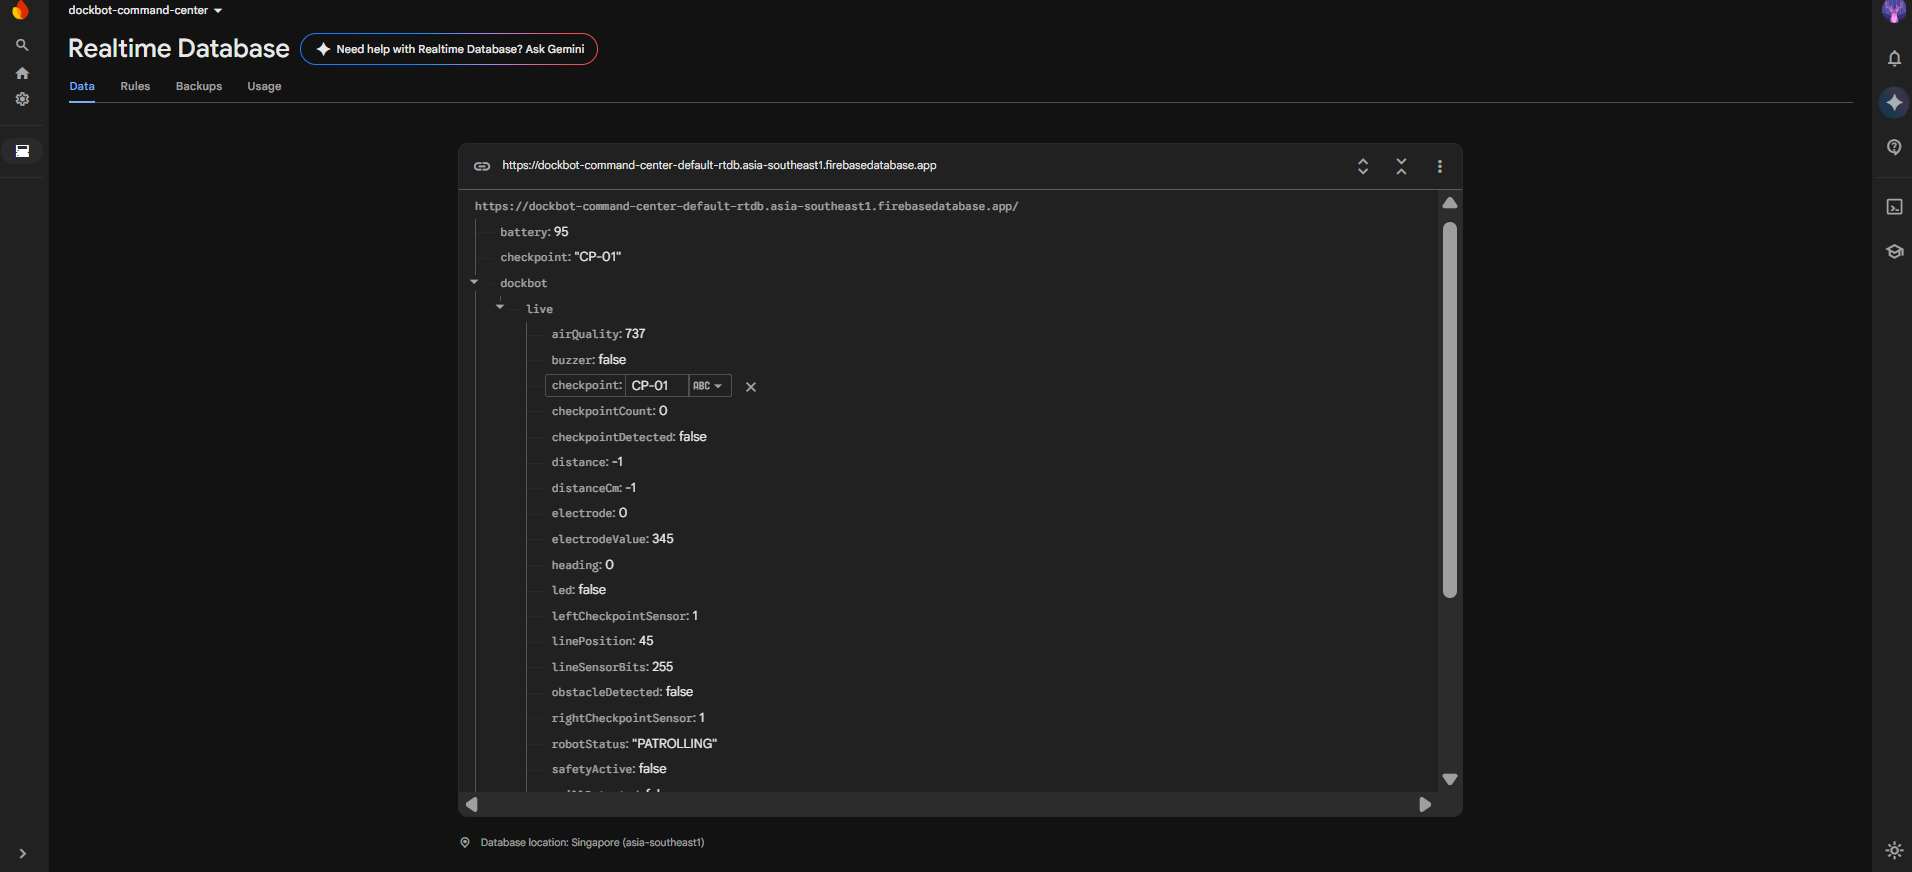 dockbot-command-center
Realtime Database
Need help with Realtime Database? Ask Gemini
Data
Rules
Backups
Usage
https://dockbot-command-center-default-rtdb.asia-southeast1.firebasedatabase.app
https://dockbot-command-center-default-rtdb.asia-southeast1.firebasedatabase.app/
battery: 95
checkpoint: "CP-01"
dockbot
live
airQuality: 737
buzzer: false
checkpoint: CP-01 ABC
checkpointCount: 0
checkpointDetected: false
distance: -1
distanceCm: -1
electrode: 0
electrodeValue: 345
heading: 0
led: false
leftCheckpointSensor: 1
linePosition: 45
lineSensorBits: 255
obstacleDetected: false
rightCheckpointSensor: 1
robotStatus: "PATROLLING"
safetyActive: false
Database location: Singapore (asia-southeast1)